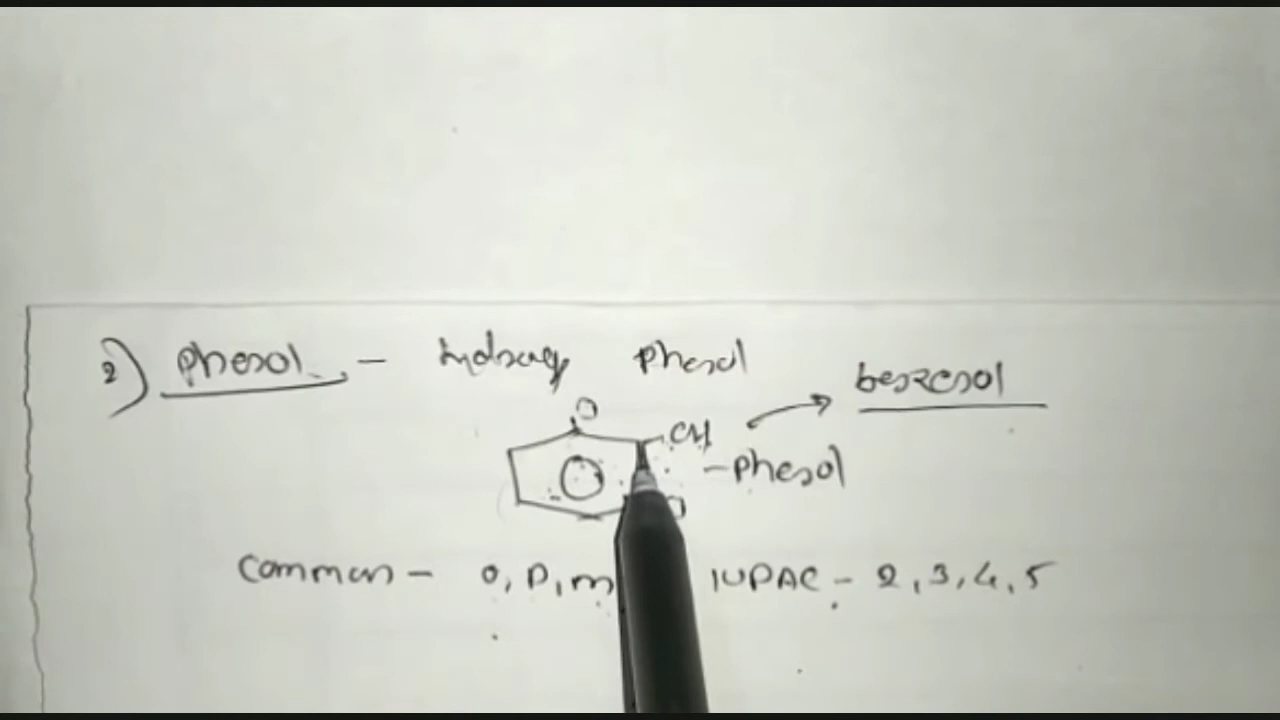 2) phenol - hydroxy phenol
benzenol
O
OH
- phenol
O
Common - O, P, m IUPAC - 2, 3, 4, 5